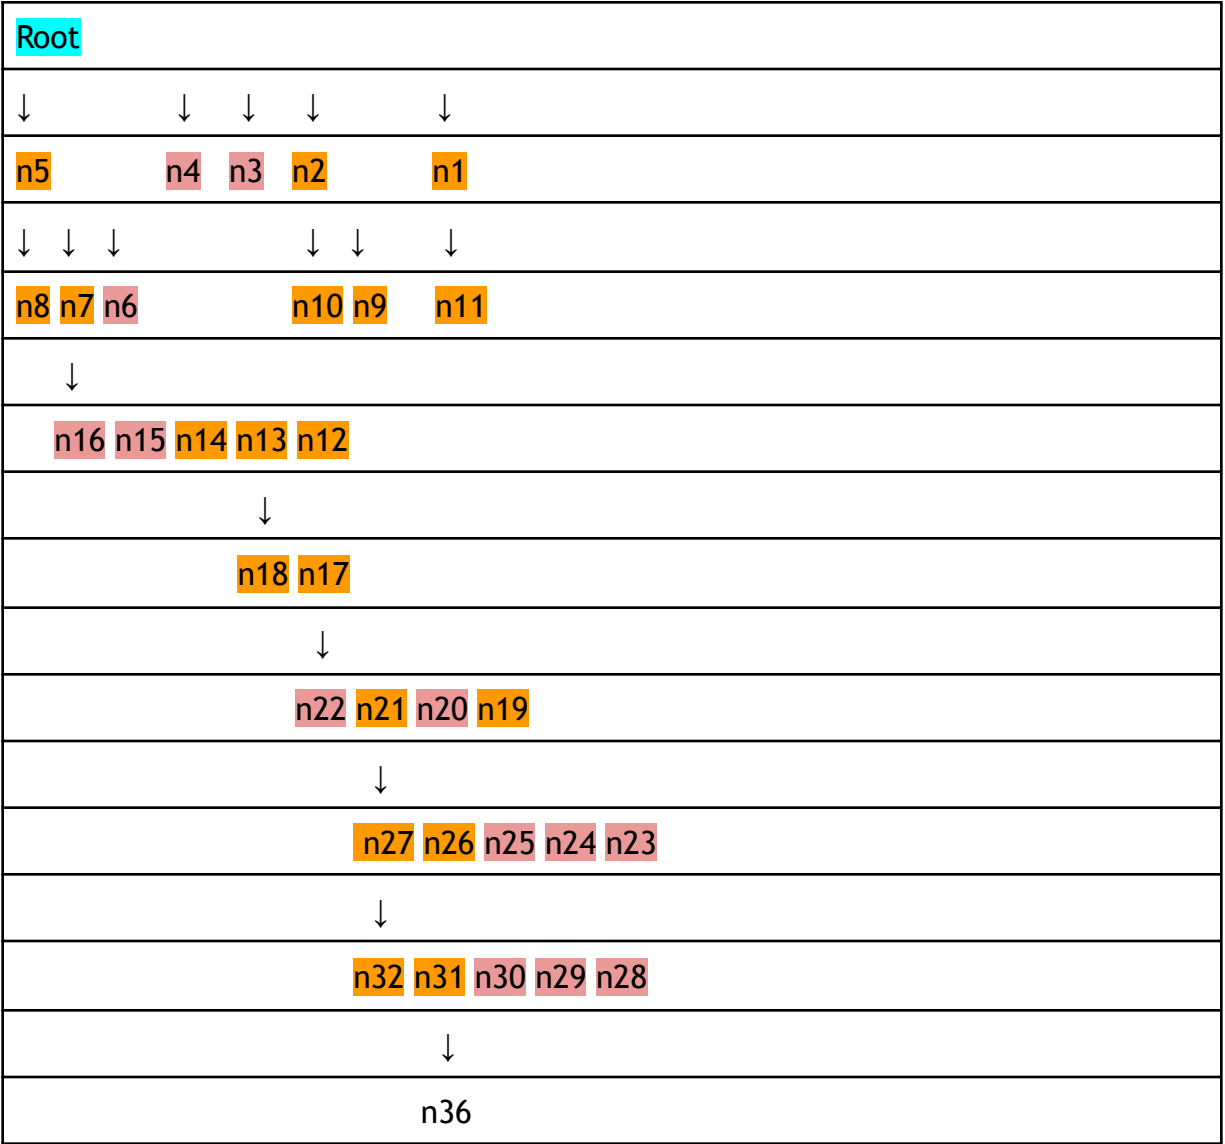 Root
↓ ↓ ↓ ↓ ↓
n5 n4 n3 n2 n1
↓ ↓ ↓ ↓ ↓ ↓
n8 n7 n6 n10 n9 n11
↓
n16 n15 n14 n13 n12
↓
n18 n17
↓
n22 n21 n20 n19
↓
n27 n26 n25 n24 n23
↓
n32 n31 n30 n29 n28
↓
n36